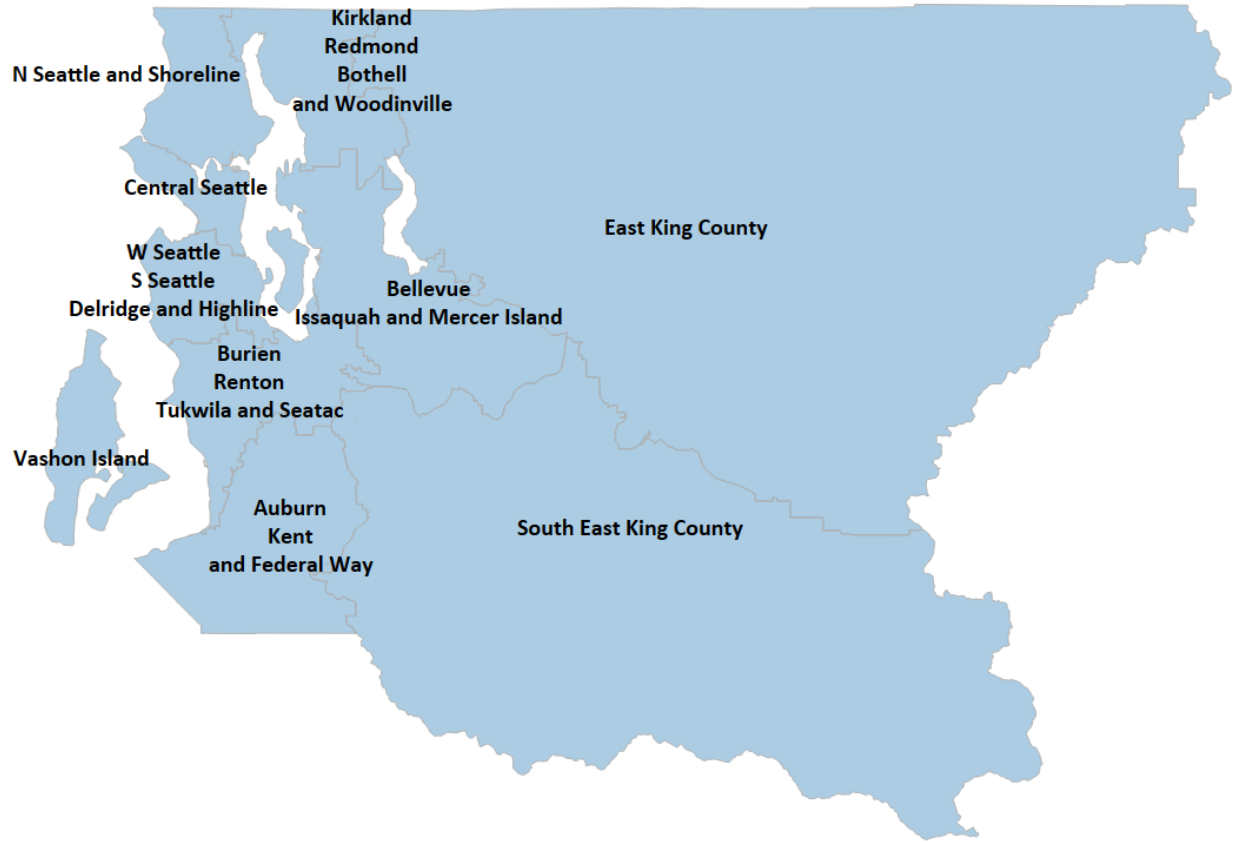 Kirkland
Redmond
Bothell
and Woodinville
N Seattle and Shoreline
Central Seattle
East King County
W Seattle
S Seattle
Delridge and Highline
Bellevue
Issaquah and Mercer Island
Burien
Renton
Tukwila and Seatac
Vashon Island
Auburn
Kent
and Federal Way
South East King County